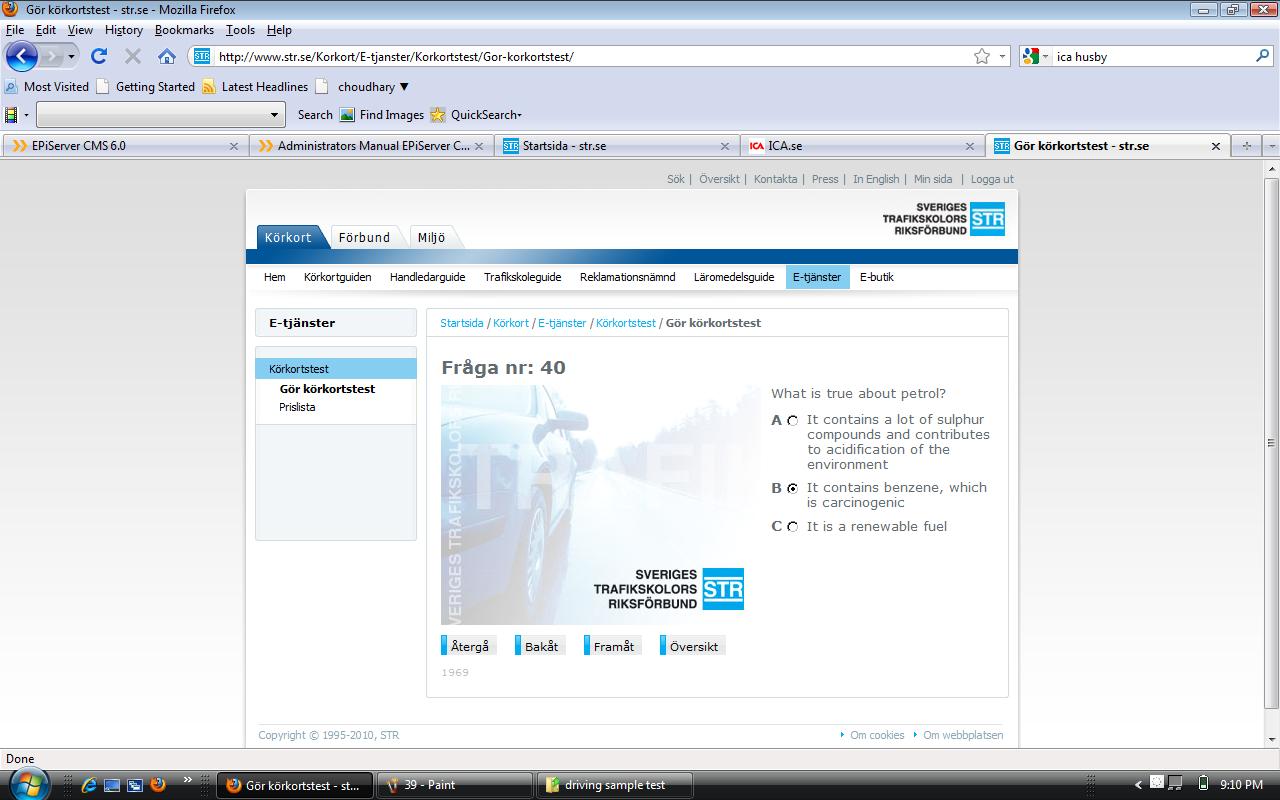 Gör körkortstest - str.se - Mozilla Firefox
File Edit View History Bookmarks Tools Help
http://www.str.se/Korkort/E-tjanster/Korkortstest/Gor-korkortstest/
ica husby
Most Visited Getting Started Latest Headlines choudhary ▼
Search Find Images QuickSearch
EPiServer CMS 6.0
Administrators Manual EPiServer C...
STR Startsida - str.se
ICA ICA.se
STR Gör körkortstest - str.se
Sök | Översikt | Kontakta | Press | In English | Min sida | Logga ut
SVERIGES
TRAFIKSKOLORS STR
RIKSFÖRBUND
Körkort Förbund Miljö
Hem Körkortguiden Handledarguide Trafikskoleguide Reklamationsnämnd Läromedelsguide E-tjänster E-butik
E-tjänster
Körkortstest
Gör körkortstest
Prislista
Startsida / Körkort / E-tjänster / Körkortstest / Gör körkortstest
Fråga nr: 40
SVERIGES TRAFIKSKOLORS R
TRAFIK
SVERIGES
TRAFIKSKOLORS STR
RIKSFÖRBUND
What is true about petrol?
A It contains a lot of sulphur
compounds and contributes
to acidification of the
environment
B It contains benzene, which
is carcinogenic
C It is a renewable fuel
Återgå Bakåt Framåt Översikt
1969
Copyright © 1995-2010, STR
Om cookies Om webbplatsen
Done
Gör körkortstest - st...
39 - Paint
driving sample test
9:10 PM